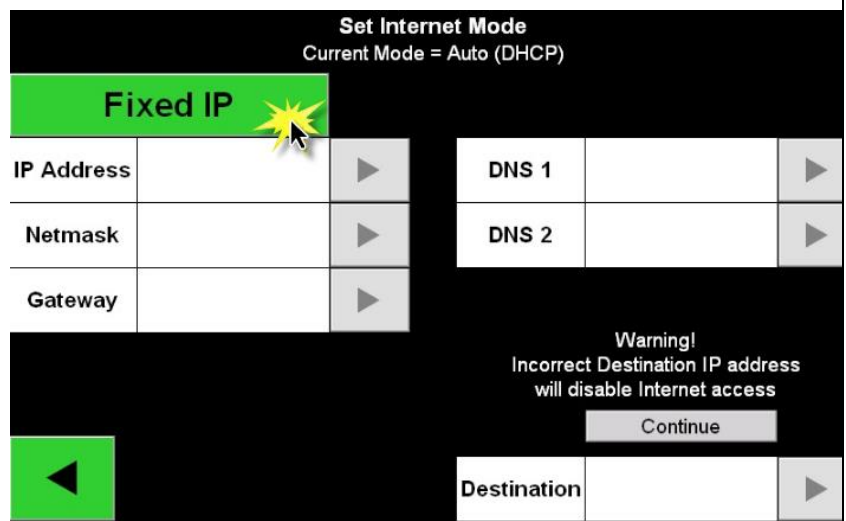 Set Internet Mode
Current Mode = Auto (DHCP)
Fixed IP
IP Address
DNS 1
Netmask
DNS 2
Gateway
Warning!
Incorrect Destination IP address
will disable Internet access
Continue
Destination